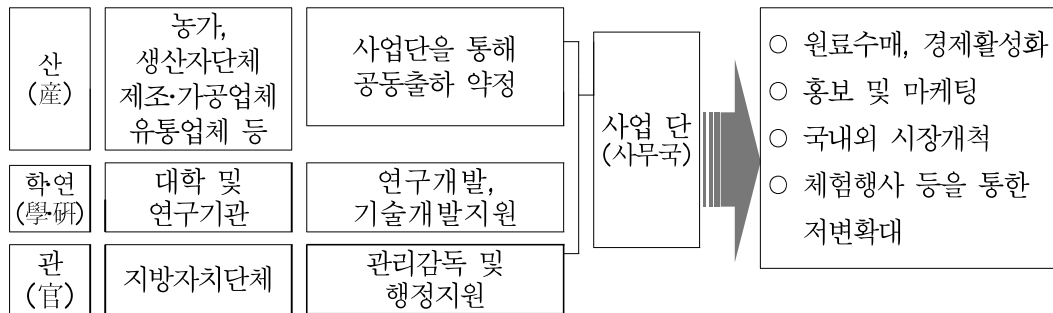 산
(産)
농가,
생산자단체
제조·가공업체
유통업체 등
사업단을 통해
공동출하 약정
학·연
(學·硏)
대학 및
연구기관
연구개발,
기술개발지원
관
(官)
지방자치단체
관리감독 및
행정지원
사업 단
(사무국)
○ 원료수매, 경제활성화
○ 홍보 및 마케팅
○ 국내외 시장개척
○ 체험행사 등을 통한
저변확대